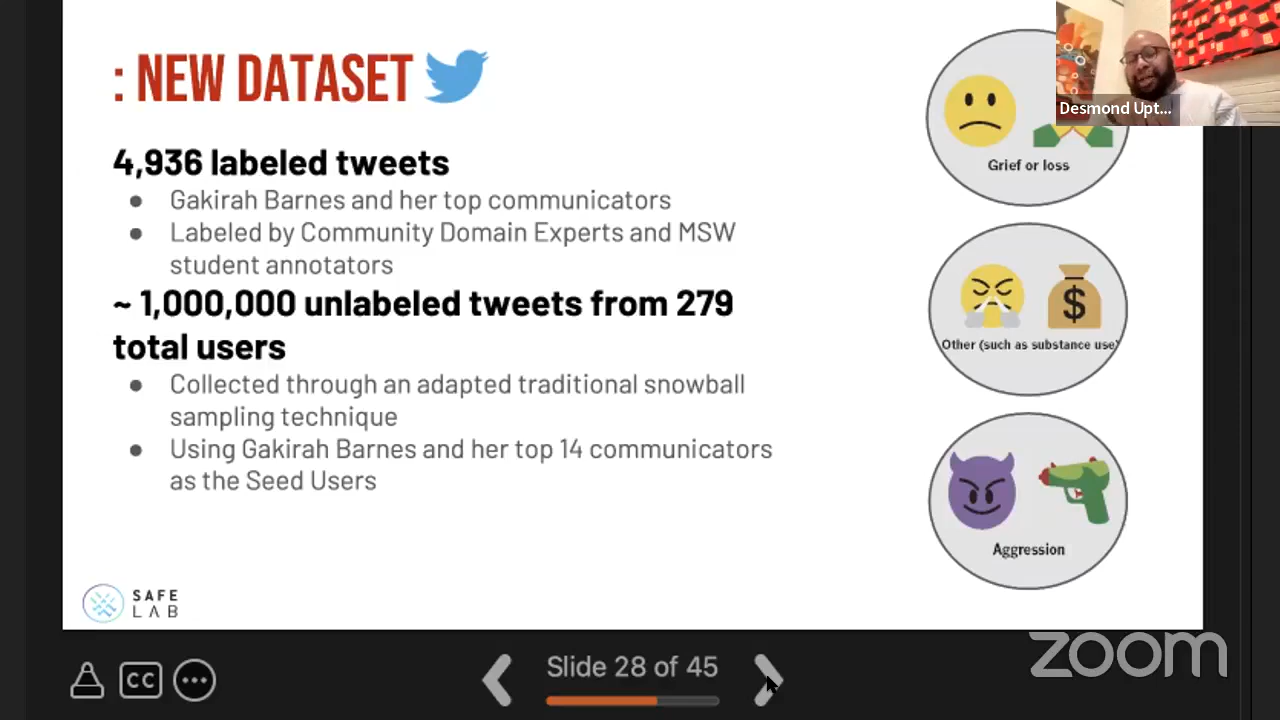 : NEW DATASET
4,936 labeled tweets
● Gakirah Barnes and her top communicators
● Labeled by Community Domain Experts and MSW
student annotators
~ 1,000,000 unlabeled tweets from 279
total users
● Collected through an adapted traditional snowball
sampling technique
● Using Gakirah Barnes and her top 14 communicators
as the Seed Users
Desmond Upt...
Grief or loss
$
Other (such as substance use)
Aggression
SAFE
LAB
CC
Slide 28 of 45
zoom